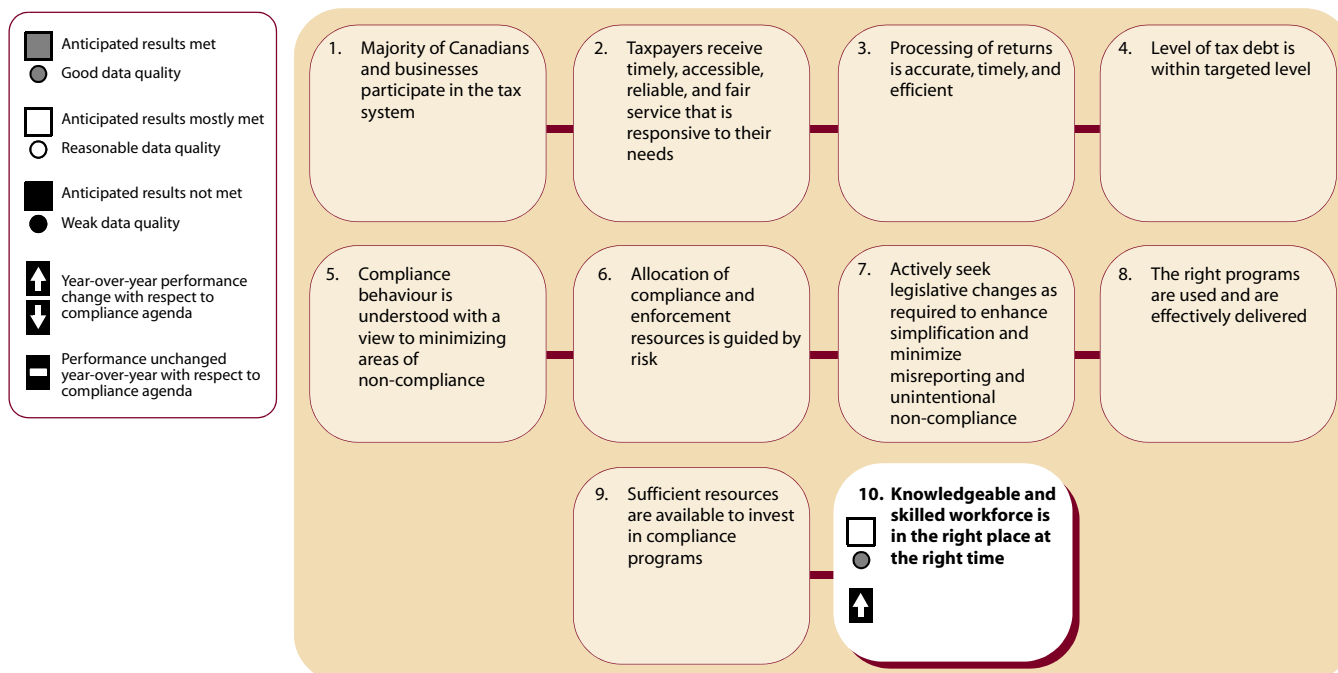 Anticipated results met
Good data quality
Anticipated results mostly met
Reasonable data quality
Anticipated results not met
Weak data quality
Year-over-year performance
change with respect to
compliance agenda
Performance unchanged
year-over-year with respect to
compliance agenda
1. Majority of Canadians
and businesses
participate in the tax
system
2. Taxpayers receive
timely, accessible,
reliable, and fair
service that is
responsive to their
needs
3. Processing of returns
is accurate, timely, and
efficient
4. Level of tax debt is
within targeted level
5. Compliance
behaviour is
understood with a
view to minimizing
areas of
non-compliance
6. Allocation of
compliance and
enforcement
resources is guided by
risk
7. Actively seek
legislative changes as
required to enhance
simplification and
minimize
misreporting and
unintentional
non-compliance
8. The right programs
are used and are
effectively delivered
9. Sufficient resources
are available to invest
in compliance
programs
10. Knowledgeable and
skilled workforce is
in the right place at
the right time